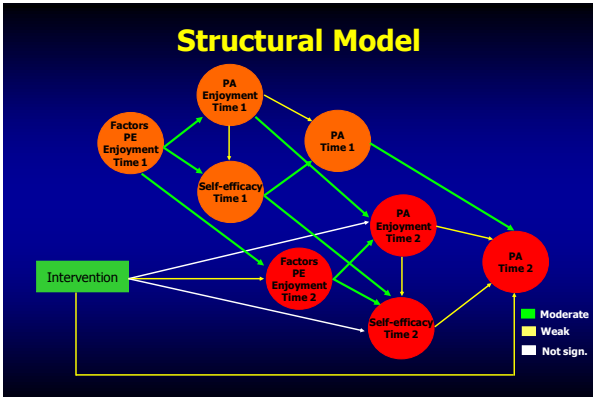 Structural Model
PA
Enjoyment
Time 1
Factors
PE
Enjoyment
Time 1
PA
Time 1
Self-efficacy
Time 1
PA
Enjoyment
Time 2
PA
Time 2
Intervention
Factors
PE
Enjoyment
Time 2
Self-efficacy
Time 2
Moderate
Weak
Not sign.